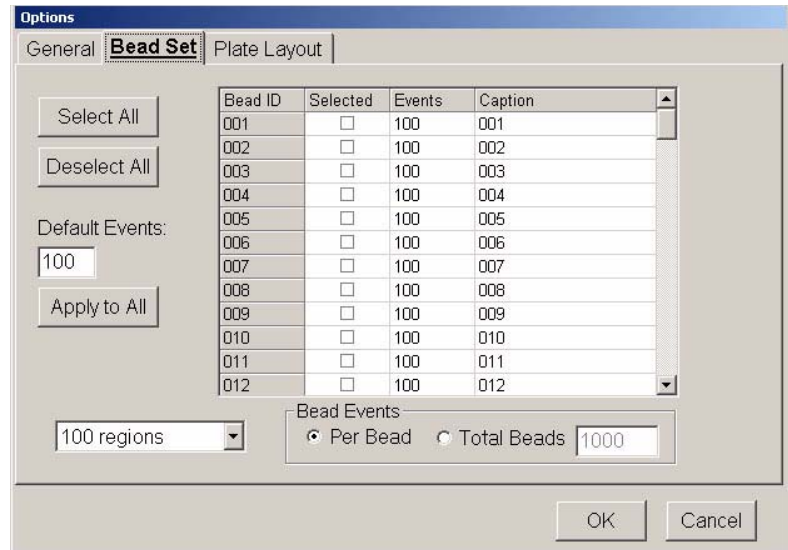 Options
General Bead Set Plate Layout
Select All
Deselect All
Default Events:
100
Apply to All
Bead ID Selected Events Caption
001 100 001
002 100 002
003 100 003
004 100 004
005 100 005
006 100 006
007 100 007
008 100 008
009 100 009
010 100 010
011 100 011
012 100 012
100 regions
Bead Events
Per Bead Total Beads 1000
OK Cancel